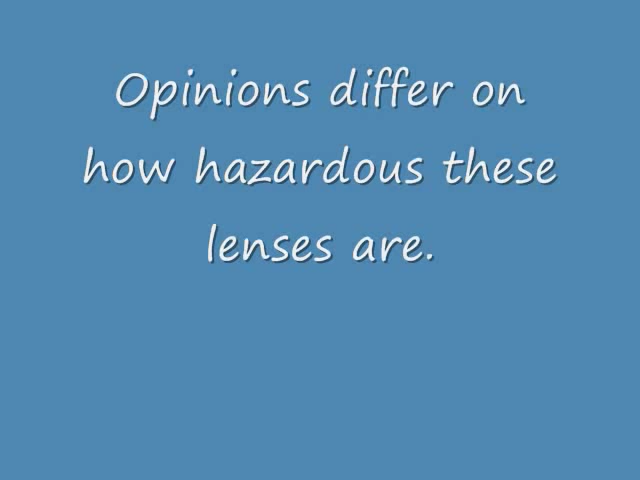 Opinions differ on
how hazardous these
lenses are.